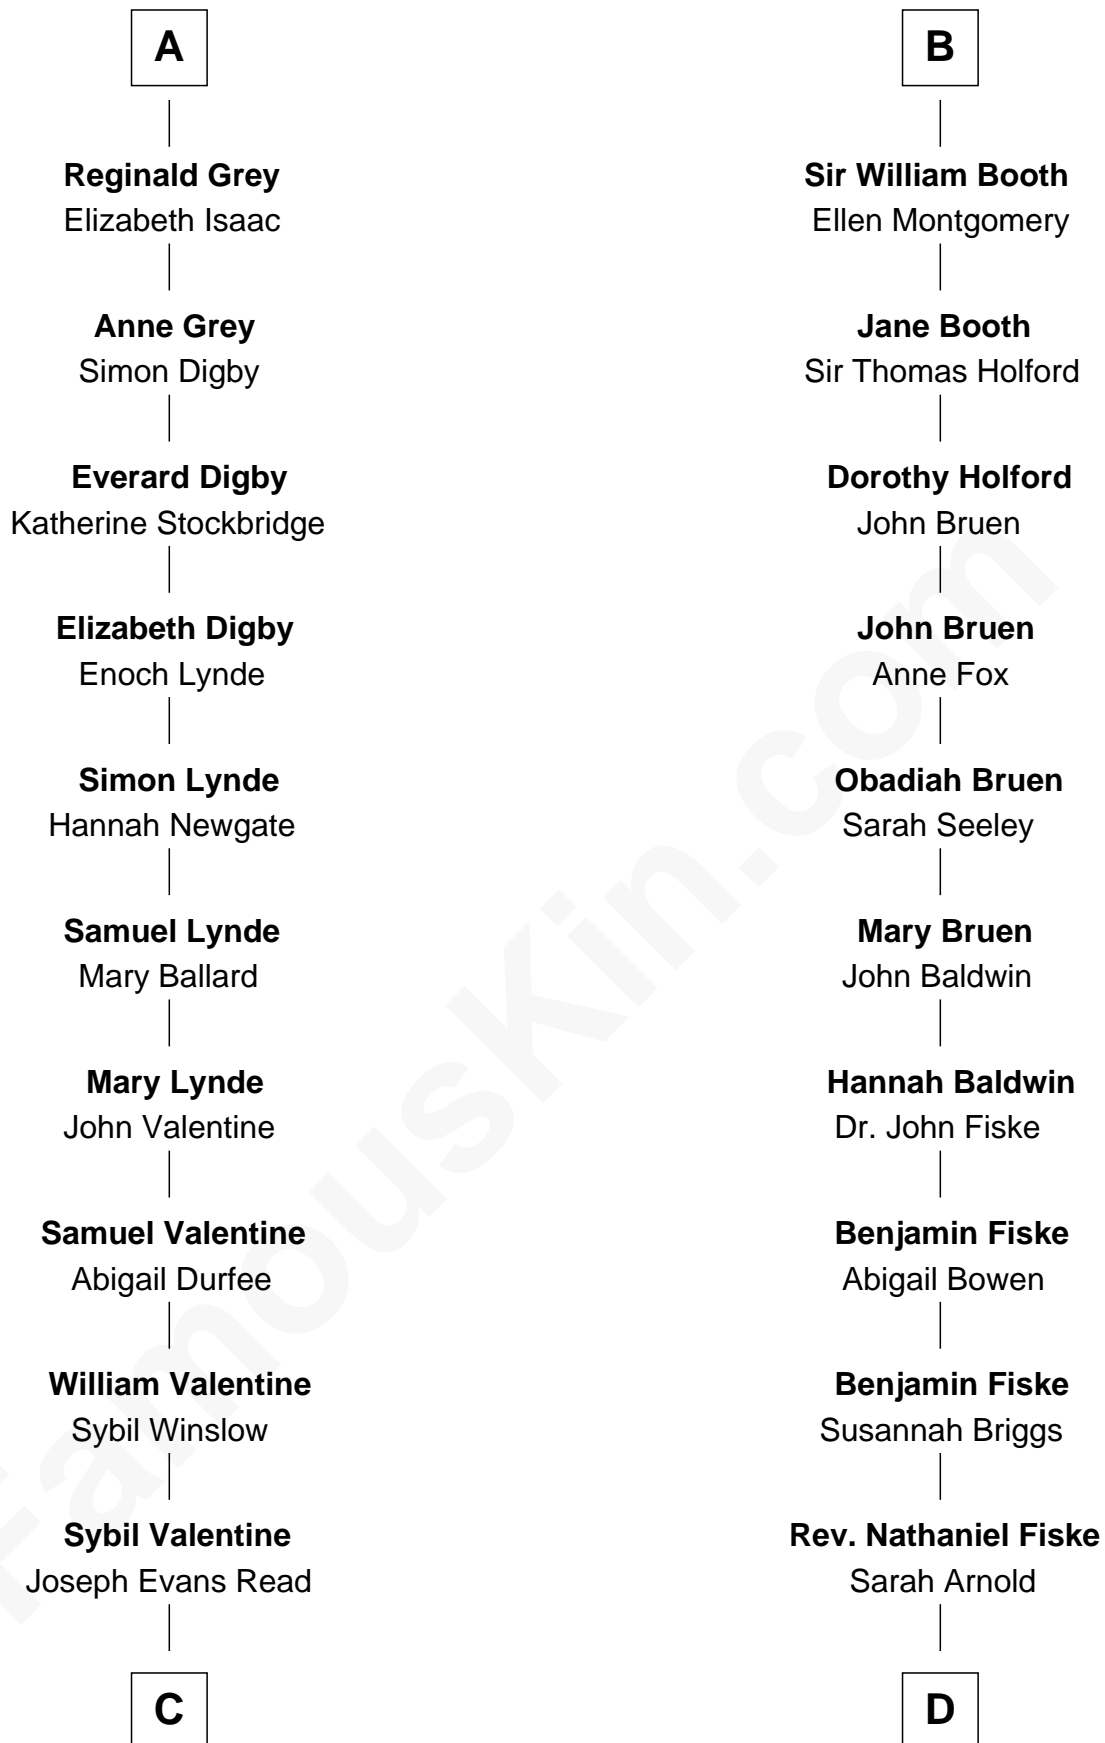 A
Reginald Grey
Elizabeth Isaac
Anne Grey
Simon Digby
Everard Digby
Katherine Stockbridge
Elizabeth Digby
Enoch Lynde
Simon Lynde
Hannah Newgate
Samuel Lynde
Mary Ballard
Mary Lynde
John Valentine
Samuel Valentine
Abigail Durfee
William Valentine
Sybil Winslow
Sybil Valentine
Joseph Evans Read
C
B
Sir William Booth
Ellen Montgomery
Jane Booth
Sir Thomas Holford
Dorothy Holford
John Bruen
John Bruen
Anne Fox
Obadiah Bruen
Sarah Seeley
Mary Bruen
John Baldwin
Hannah Baldwin
Dr. John Fiske
Benjamin Fiske
Abigail Bowen
Benjamin Fiske
Susannah Briggs
Rev. Nathaniel Fiske
Sarah Arnold
D
FamousKin.com